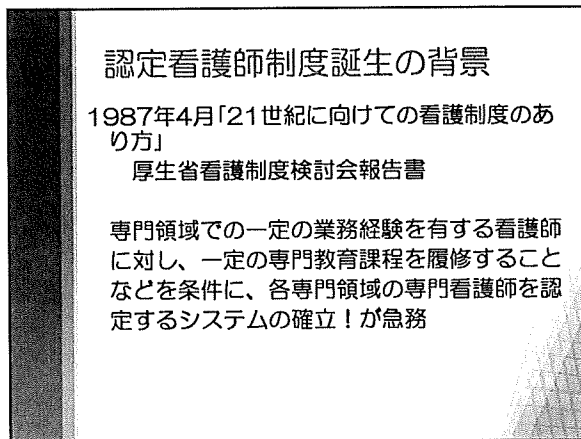 認定看護師制度誕生の背景
1987年4月「21世紀に向けての看護制度のあ
り方」
厚生省看護制度検討会報告書
専門領域での一定の業務経験を有する看護師
に対し、一定の専門教育課程を履修すること
などを条件に、各専門領域の専門看護師を認
定するシステムの確立！が急務